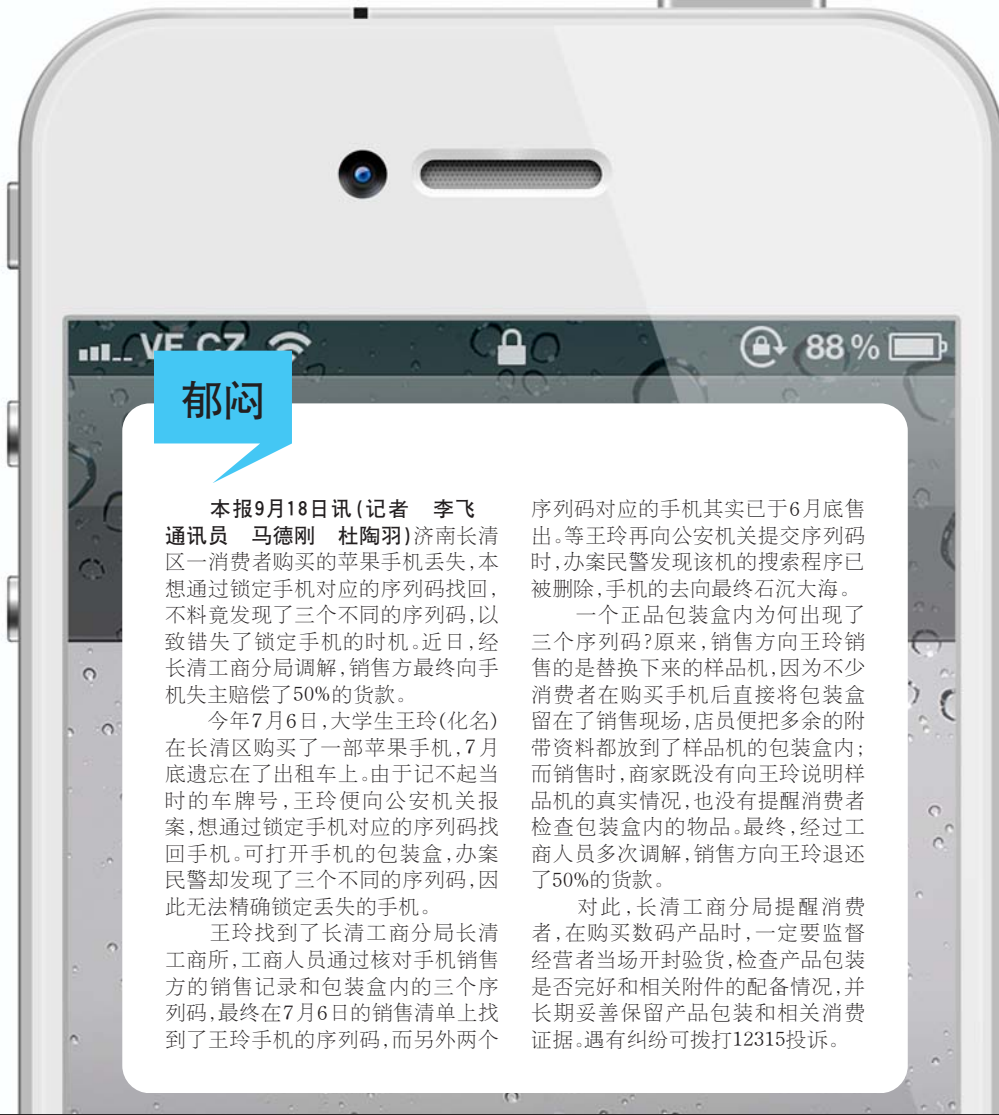 VF CZ
88%
郁闷
本报9月18日讯(记者 李飞
通讯员 马德刚 杜陶羽)济南长清
区一消费者购买的苹果手机丢失,本
想通过锁定手机对应的序列码找回,
不料竟发现了三个不同的序列码,以
致错失了锁定手机的时机。近日,经
长清工商分局调解,销售方最终向手
机失主赔偿了50%的货款。
今年7月6日,大学生王玲(化名)
在长清区购买了一部苹果手机,7月
底遗忘在了出租车上。由于记不起当
时的车牌号,王玲便向公安机关报
案,想通过锁定手机对应的序列码找
回手机。可打开手机的包装盒,办案
民警却发现了三个不同的序列码,因
此无法精确锁定丢失的手机。
王玲找到了长清工商分局长清
工商所,工商人员通过核对手机销售
方的销售记录和包装盒内的三个序
列码,最终在7月6日的销售清单上找
到了王玲手机的序列码,而另外两个
序列码对应的手机其实已于6月底售
出。等王玲再向公安机关提交序列码
时,办案民警发现该机的搜索程序已
被删除,手机的去向最终石沉大海。
一个正品包装盒内为何出现了
三个序列码?原来,销售方向王玲销
售的是替换下来的样品机,因为不少
消费者在购买手机后直接将包装盒
留在了销售现场,店员便把多余的附
带资料都放到了样品机的包装盒内;
而销售时,商家既没有向王玲说明样
品机的真实情况,也没有提醒消费者
检查包装盒内的物品。最终,经过工
商人员多次调解,销售方向王玲退还
了50%的货款。
对此,长清工商分局提醒消费
者,在购买数码产品时,一定要监督
经营者当场开封验货,检查产品包装
是否完好和相关附件的配备情况,并
长期妥善保留产品包装和相关消费
证据。遇有纠纷可拨打12315投诉。